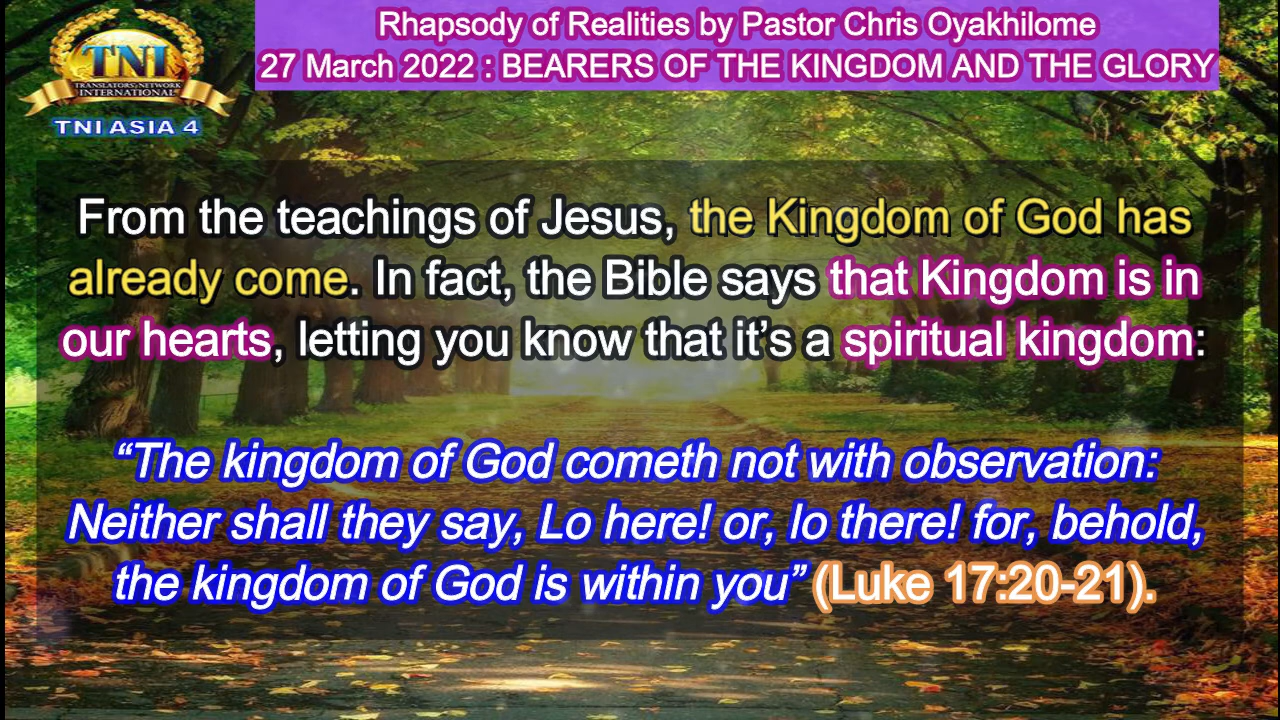 Rhapsody of Realities by Pastor Chris Oyakhilome
27 March 2022 : BEARERS OF THE KINGDOM AND THE GLORY
TNI
TRANSLATORS' NETWORK
INTERNATIONAL
TNI ASIA 4
From the teachings of Jesus, the Kingdom of God has
already come. In fact, the Bible says that Kingdom is in
our hearts, letting you know that it’s a spiritual kingdom:
“The kingdom of God cometh not with observation:
Neither shall they say, Lo here! or, lo there! for, behold,
the kingdom of God is within you” (Luke 17:20-21).